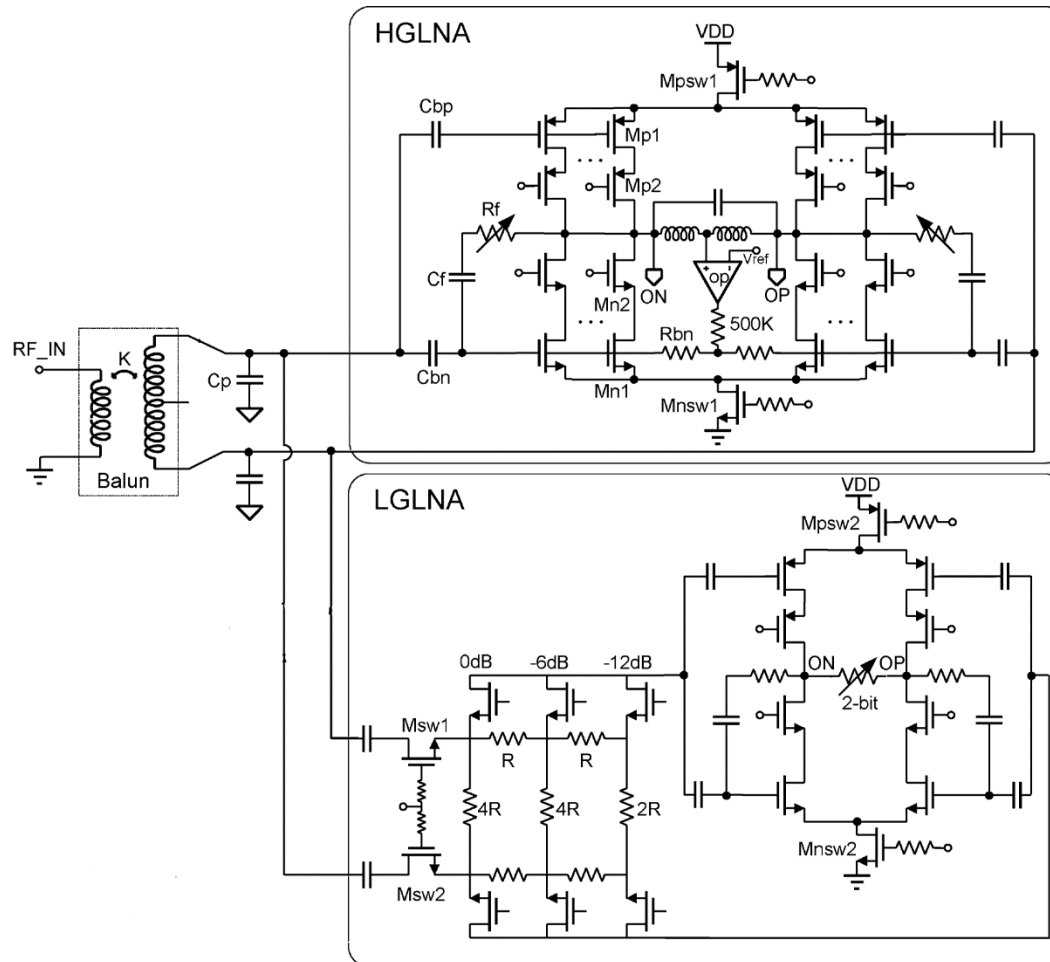 HGLNA
VDD
Mpsw1
Cbp
Mp1
... ...
Mp2
Rf
Vref
+ -
op
Cf
ON
OP
Mn2
... ...
500K
Rbn
RF_IN
K
Cp
Cbn
Mn1
Mnsw1
Balun
LGLNA
VDD
Mpsw2
0dB -6dB -12dB
ON OP
2-bit
Msw1
R R
4R 4R 2R
Mnsw2
Msw2